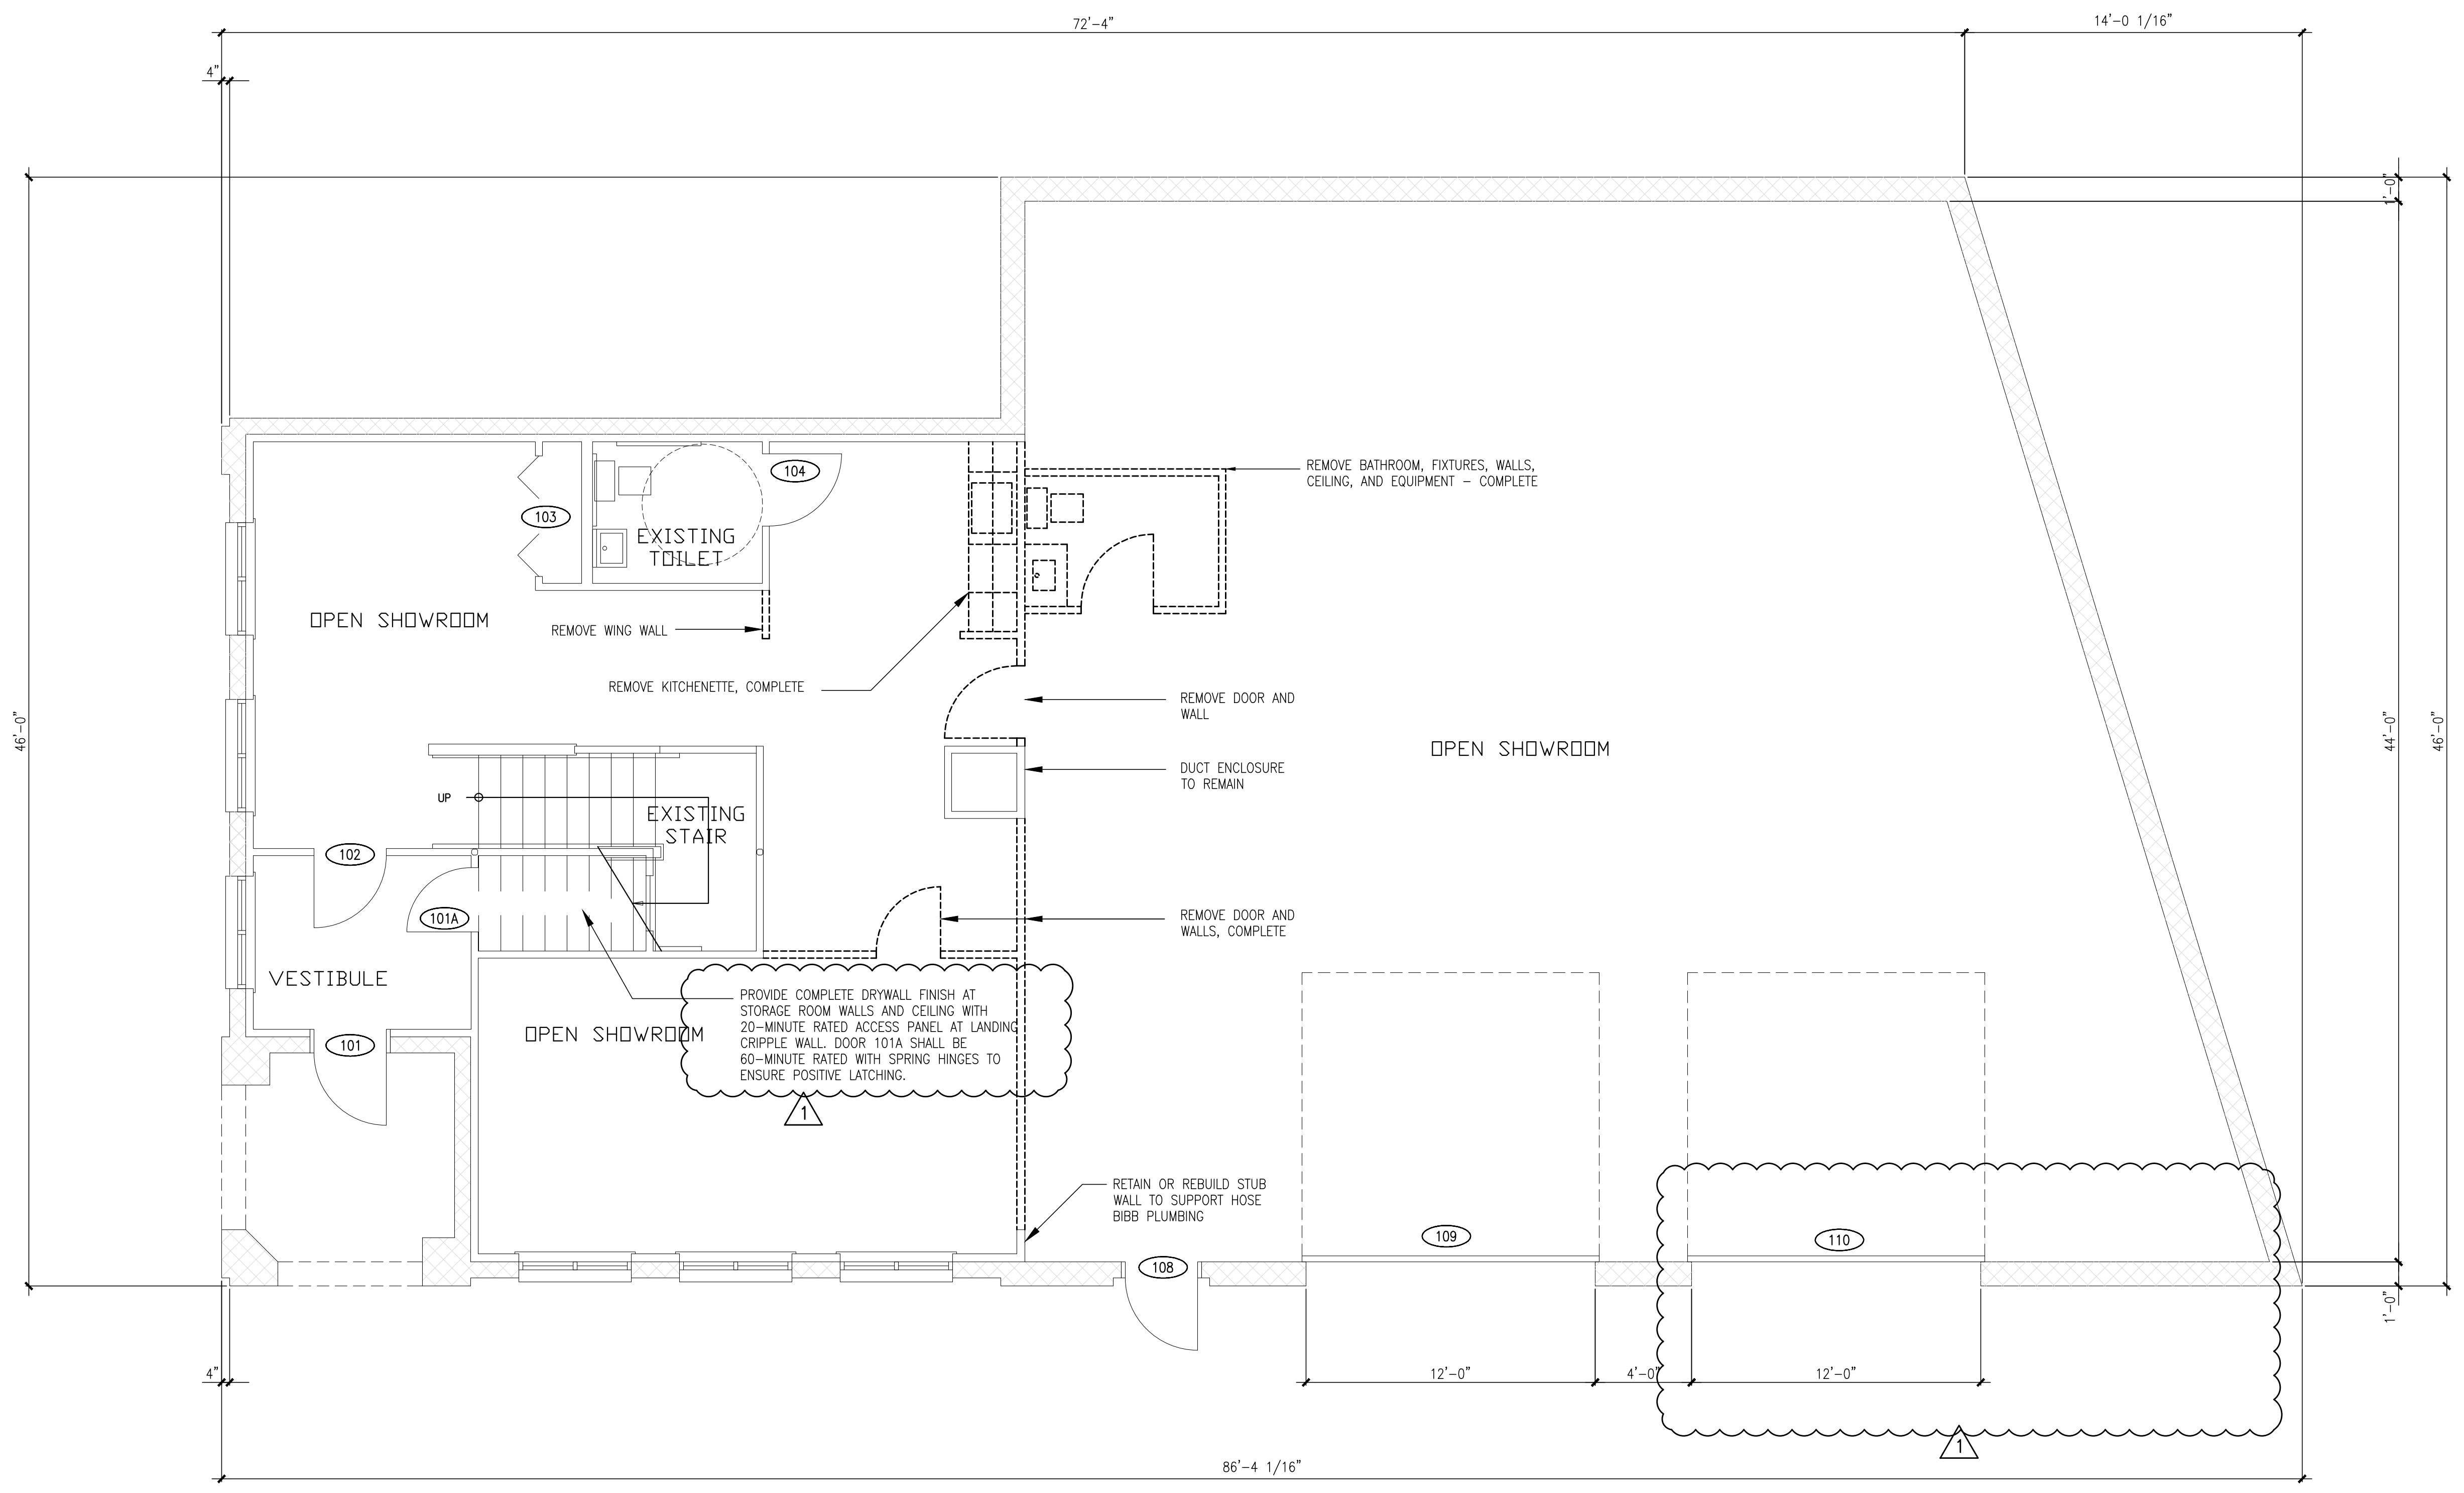 72'-4"
14'-0 1/16"
4"
1'-0"
104
REMOVE BATHROOM, FIXTURES, WALLS,
CEILING, AND EQUIPMENT – COMPLETE
103
EXISTING
TOILET
OPEN SHOWROOM
REMOVE WING WALL
REMOVE KITCHENETTE, COMPLETE
REMOVE DOOR AND
WALL
46'-0"
44'-0"
46'-0"
OPEN SHOWROOM
DUCT ENCLOSURE
TO REMAIN
UP
EXISTING
STAIR
102
101A
REMOVE DOOR AND
WALLS, COMPLETE
VESTIBULE
PROVIDE COMPLETE DRYWALL FINISH AT
STORAGE ROOM WALLS AND CEILING WITH
20-MINUTE RATED ACCESS PANEL AT LANDING
CRIPPLE WALL. DOOR 101A SHALL BE
60-MINUTE RATED WITH SPRING HINGES TO
ENSURE POSITIVE LATCHING.
OPEN SHOWROOM
101
1
RETAIN OR REBUILD STUB
WALL TO SUPPORT HOSE
BIBB PLUMBING
109
110
108
1'-0"
4"
12'-0"
4'-0"
12'-0"
1
86'-4 1/16"